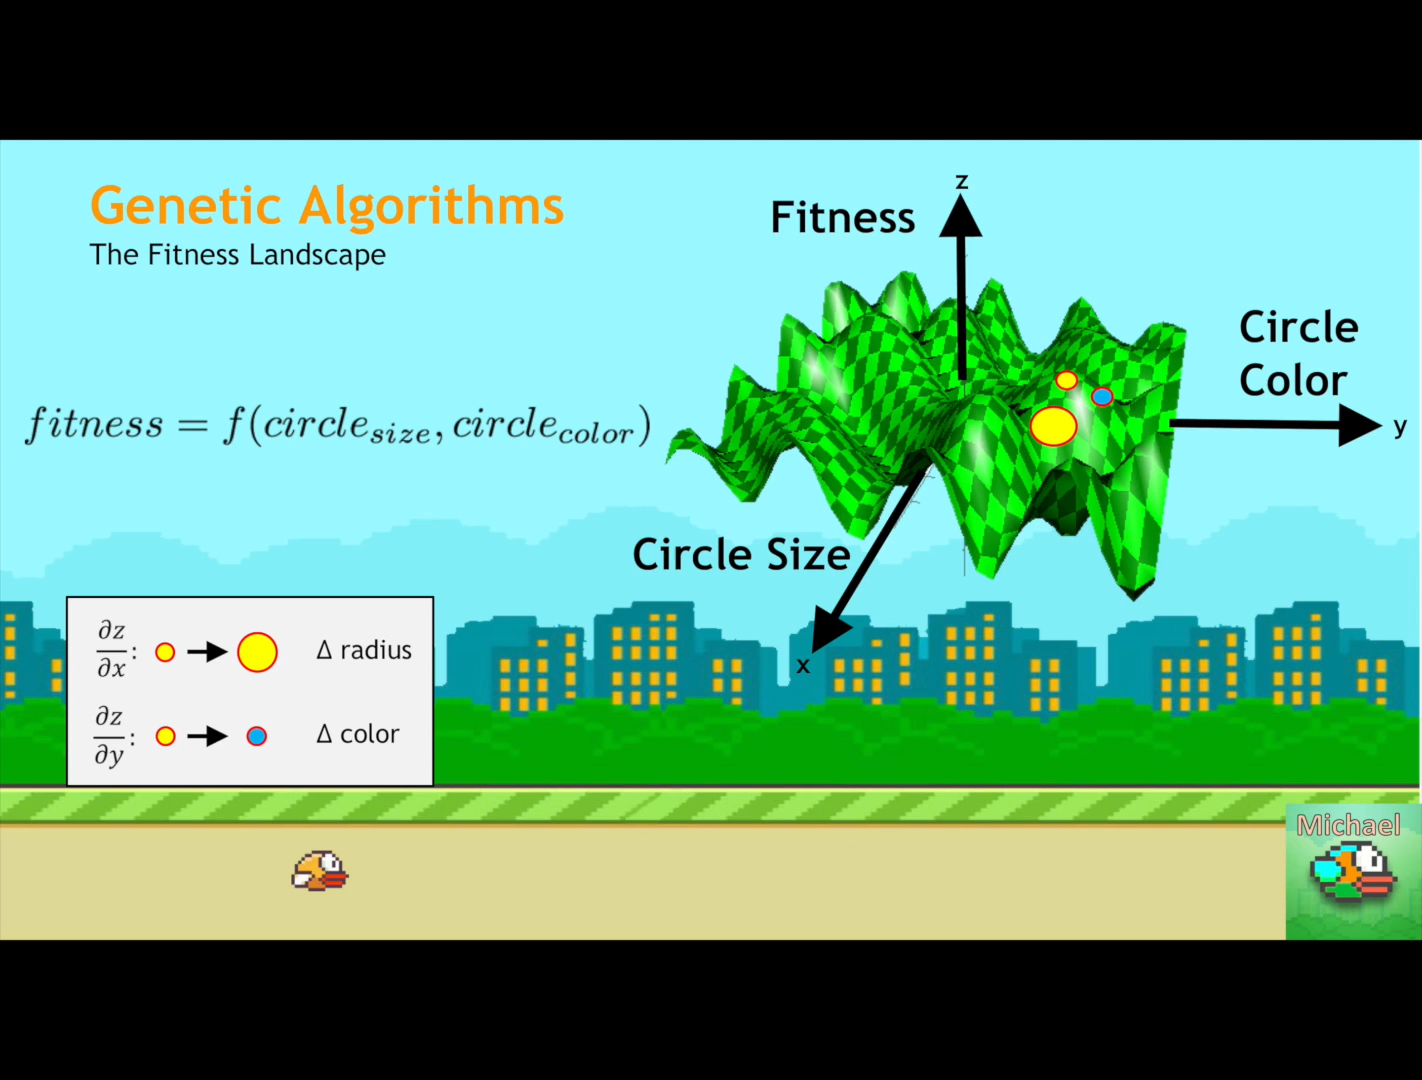 Genetic Algorithms
The Fitness Landscape
z
Fitness
Circle
Color
y
fitness = f(circle_size, circle_color)
Circle Size
x
∂z/∂x: Δ radius
∂z/∂y: Δ color
Michael